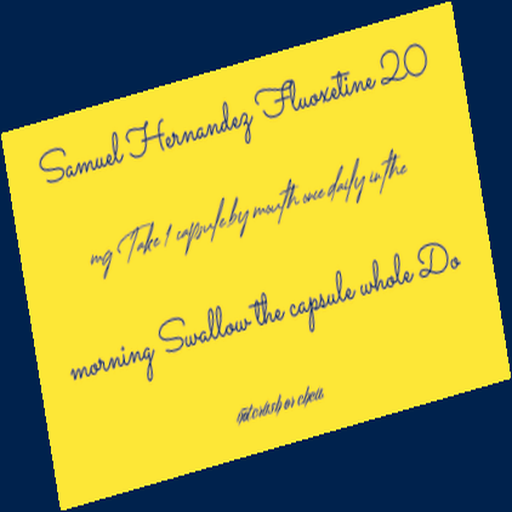 Samuel Hernandez Fluoxetine 20
mg Take 1 capsule by mouth once daily in the
morning Swallow the capsule whole Do
not crush or chew